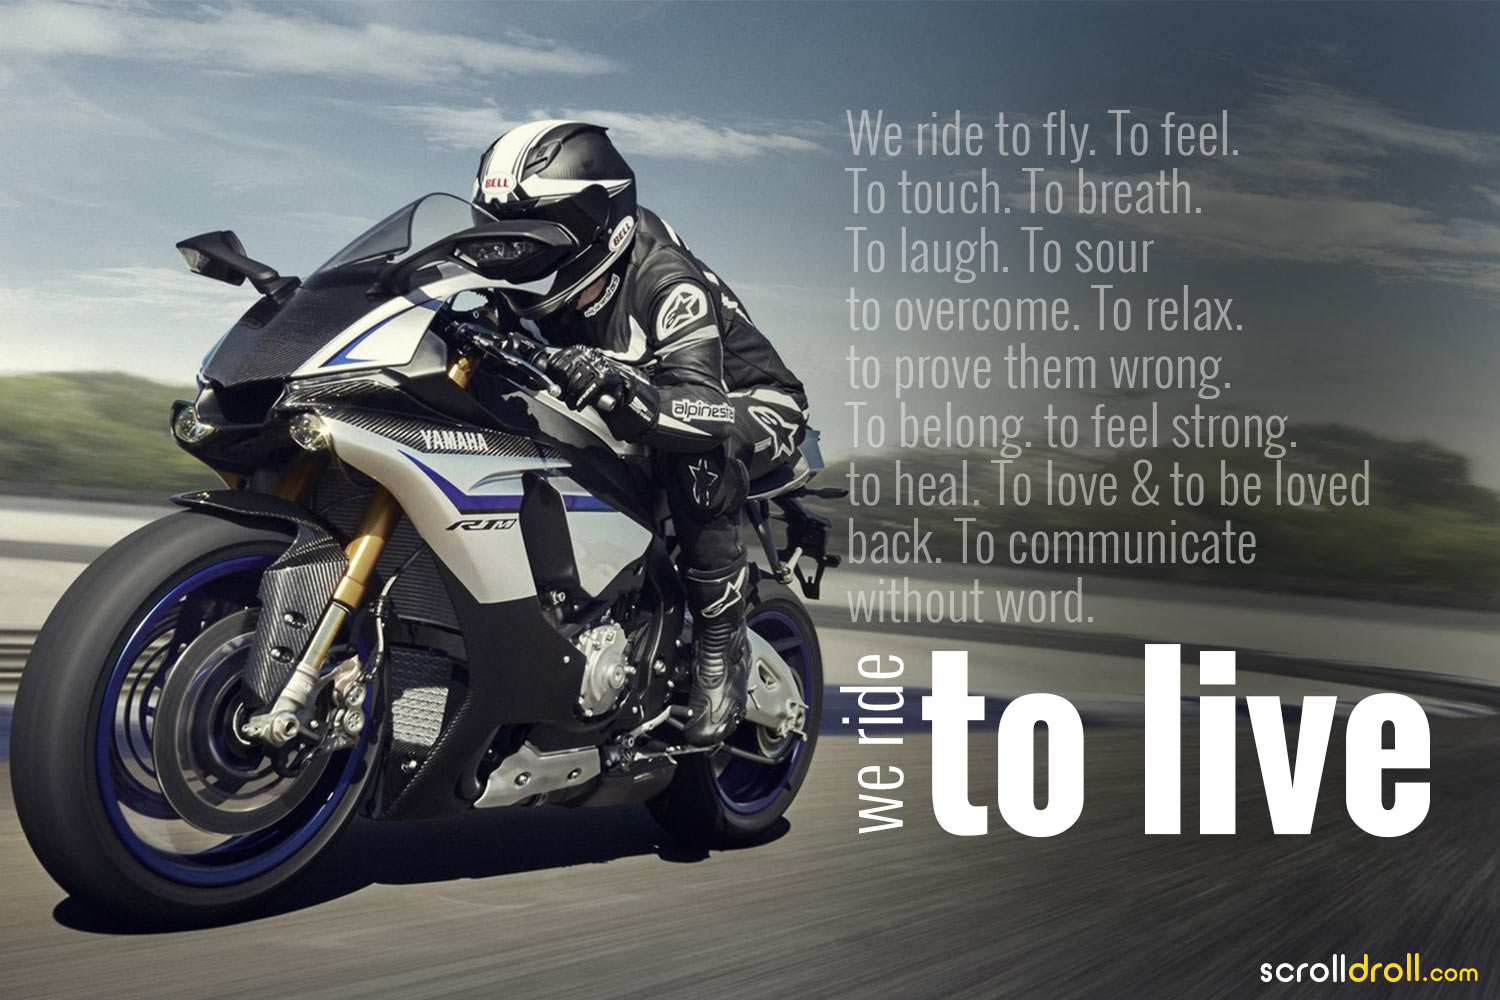 We ride to fly. To feel.
To touch. To breath.
To laugh. To sour
to overcome. To relax.
to prove them wrong.
To belong. to feel strong.
to heal. To love & to be loved
back. To communicate
without word.
we ride
to live
BELL
BELL
alpinestars
YAMAHA
R1M
scrolldroll.com